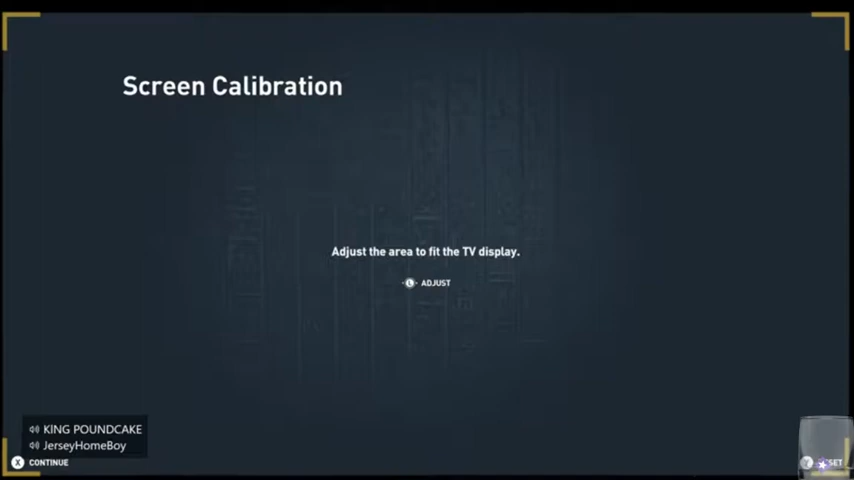 Screen Calibration
Adjust the area to fit the TV display.
L ADJUST
KING POUNDCAKE
JerseyHomeBoy
X CONTINUE
Y